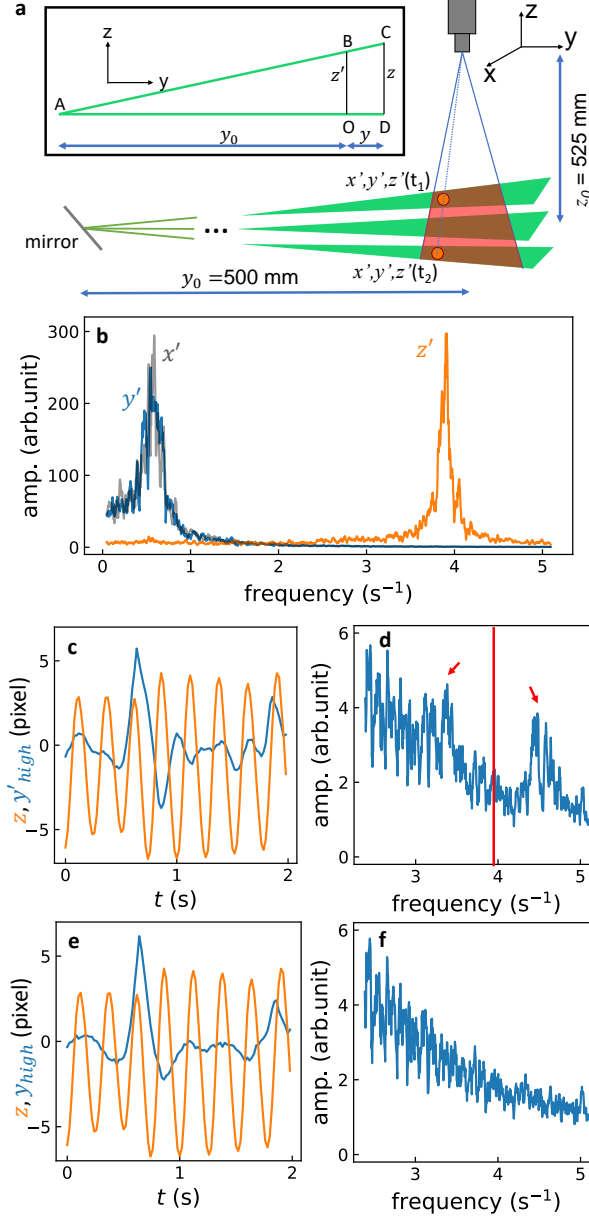 a
z
y
A
B
C
z′
z
O
D
y₀
y
z
y
x
z₀ = 525 mm
mirror
...
x’,y’,z’(t₁)
x’,y’,z’(t₂)
y₀ =500 mm
b
y′
x′
z′
300
200
100
0
amp. (arb.unit)
0
1
2
3
4
5
frequency (s⁻¹)
c
5
0
−5
z, y′high (pixel)
0
1
2
t (s)
d
6
4
2
0
amp. (arb.unit)
3
4
5
frequency (s⁻¹)
e
5
0
−5
z, yhigh (pixel)
0
1
2
t (s)
f
6
4
2
0
amp. (arb.unit)
3
4
5
frequency (s⁻¹)